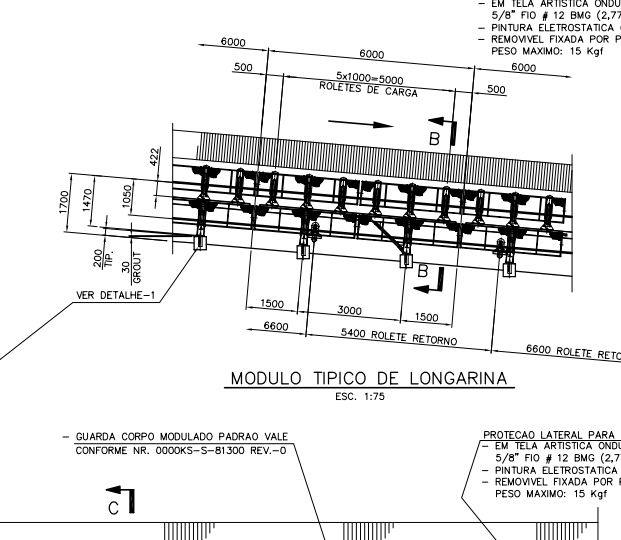 - EM TELA ARTISTICA ONDU
5/8" FIO # 12 BMG (2,77
- PINTURA ELETROSTATICA
- REMOVIVEL FIXADA POR P
PESO MAXIMO: 15 Kgf
6000
6000
6000
500
5x1000=5000
ROLETES DE CARGA
500
B
422
1700
1470
1050
200
TIP.
30
GROUT
B
VER DETALHE-1
1500
3000
1500
6600
5400 ROLETE RETORNO
6600 ROLETE RETO
MODULO TIPICO DE LONGARINA
ESC. 1:75
- GUARDA CORPO MODULADO PADRAO VALE
CONFORME NR. 0000KS-S-81300 REV.-0
PROTECAO LATERAL PARA
- EM TELA ARTISTICA ONDU
5/8" FIO # 12 BMG (2,7
- PINTURA ELETROSTATICA
- REMOVIVEL FIXADA POR P
PESO MAXIMO: 15 Kgf
C